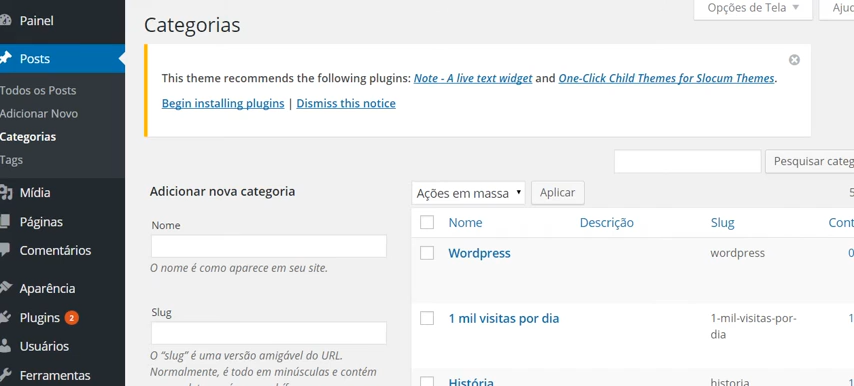 Opções de Tela
Painel
Categorias
Posts
This theme recommends the following plugins: Note - A live text widget and One-Click Child Themes for Slocum Themes.
Todos os Posts
Begin installing plugins | Dismiss this notice
Adicionar Novo
Categorias
Tags
Pesquisar categ
Mídia
Adicionar nova categoria
Ações em massa
Aplicar
5
Páginas
Nome
Nome
Descrição
Slug
Cont
Comentários
Wordpress
wordpress
0
O nome é como aparece em seu site.
Aparência
Slug
Plugins 2
1 mil visitas por dia
1-mil-visitas-por-
dia
1
Usuários
O “slug” é uma versão amigável do URL.
Normalmente, é todo em minúsculas e contém
Ferramentas
História
historia
1